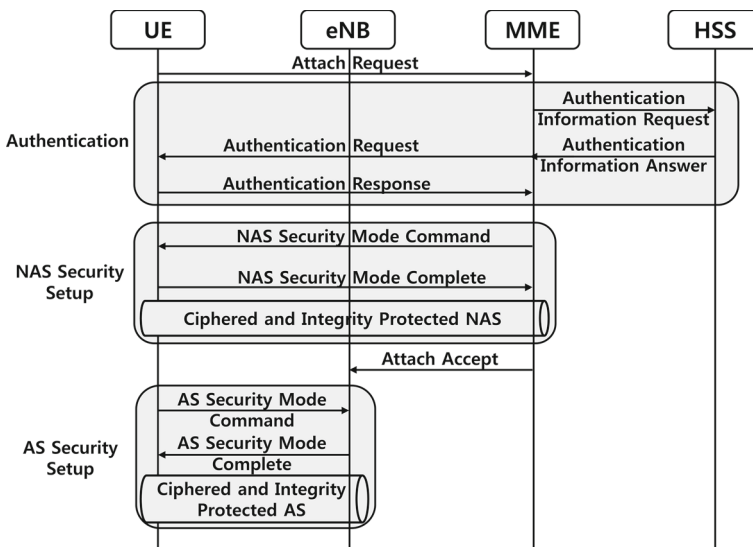 UE eNB MME HSS
Attach Request
Authentication
Authentication
Information Request
Authentication Request
Authentication
Information Answer
Authentication Response
NAS Security
Setup
NAS Security Mode Command
NAS Security Mode Complete
Ciphered and Integrity Protected NAS
Attach Accept
AS Security
Setup
AS Security Mode
Command
AS Security Mode
Complete
Ciphered and Integrity
Protected AS